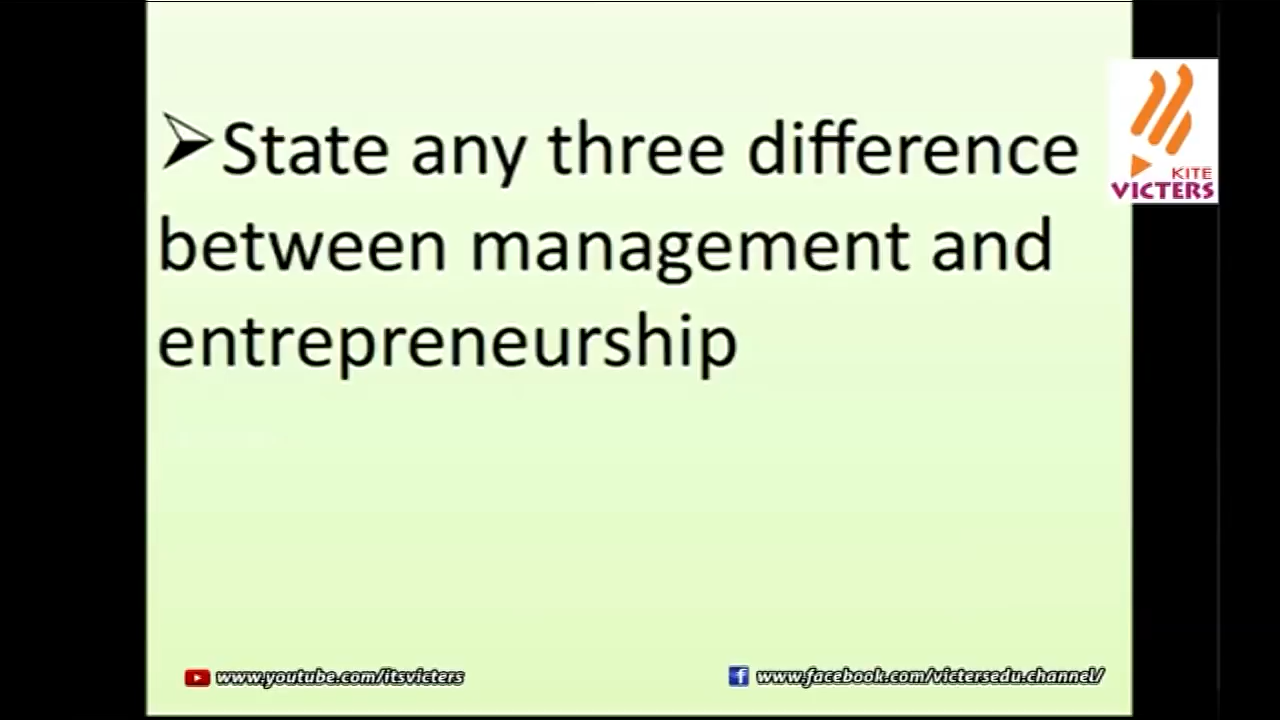 ➢State any three difference
between management and
entrepreneurship
KITE
VICTERS
www.youtube.com/itsvicters
www.facebook.com/victersedu.channel/